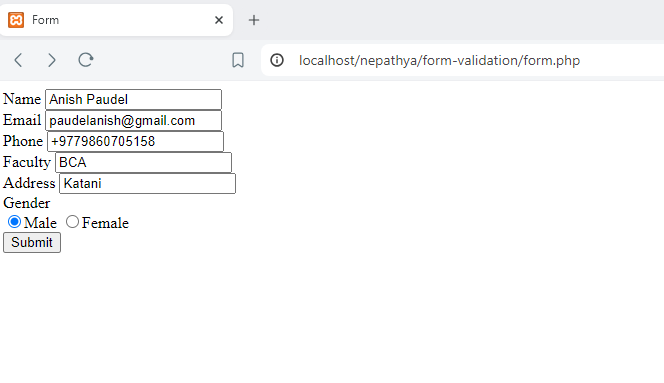 Form
localhost/nepathya/form-validation/form.php
Name Anish Paudel
Email paudelanish@gmail.com
Phone +9779860705158
Faculty BCA
Address Katani
Gender
Male Female
Submit